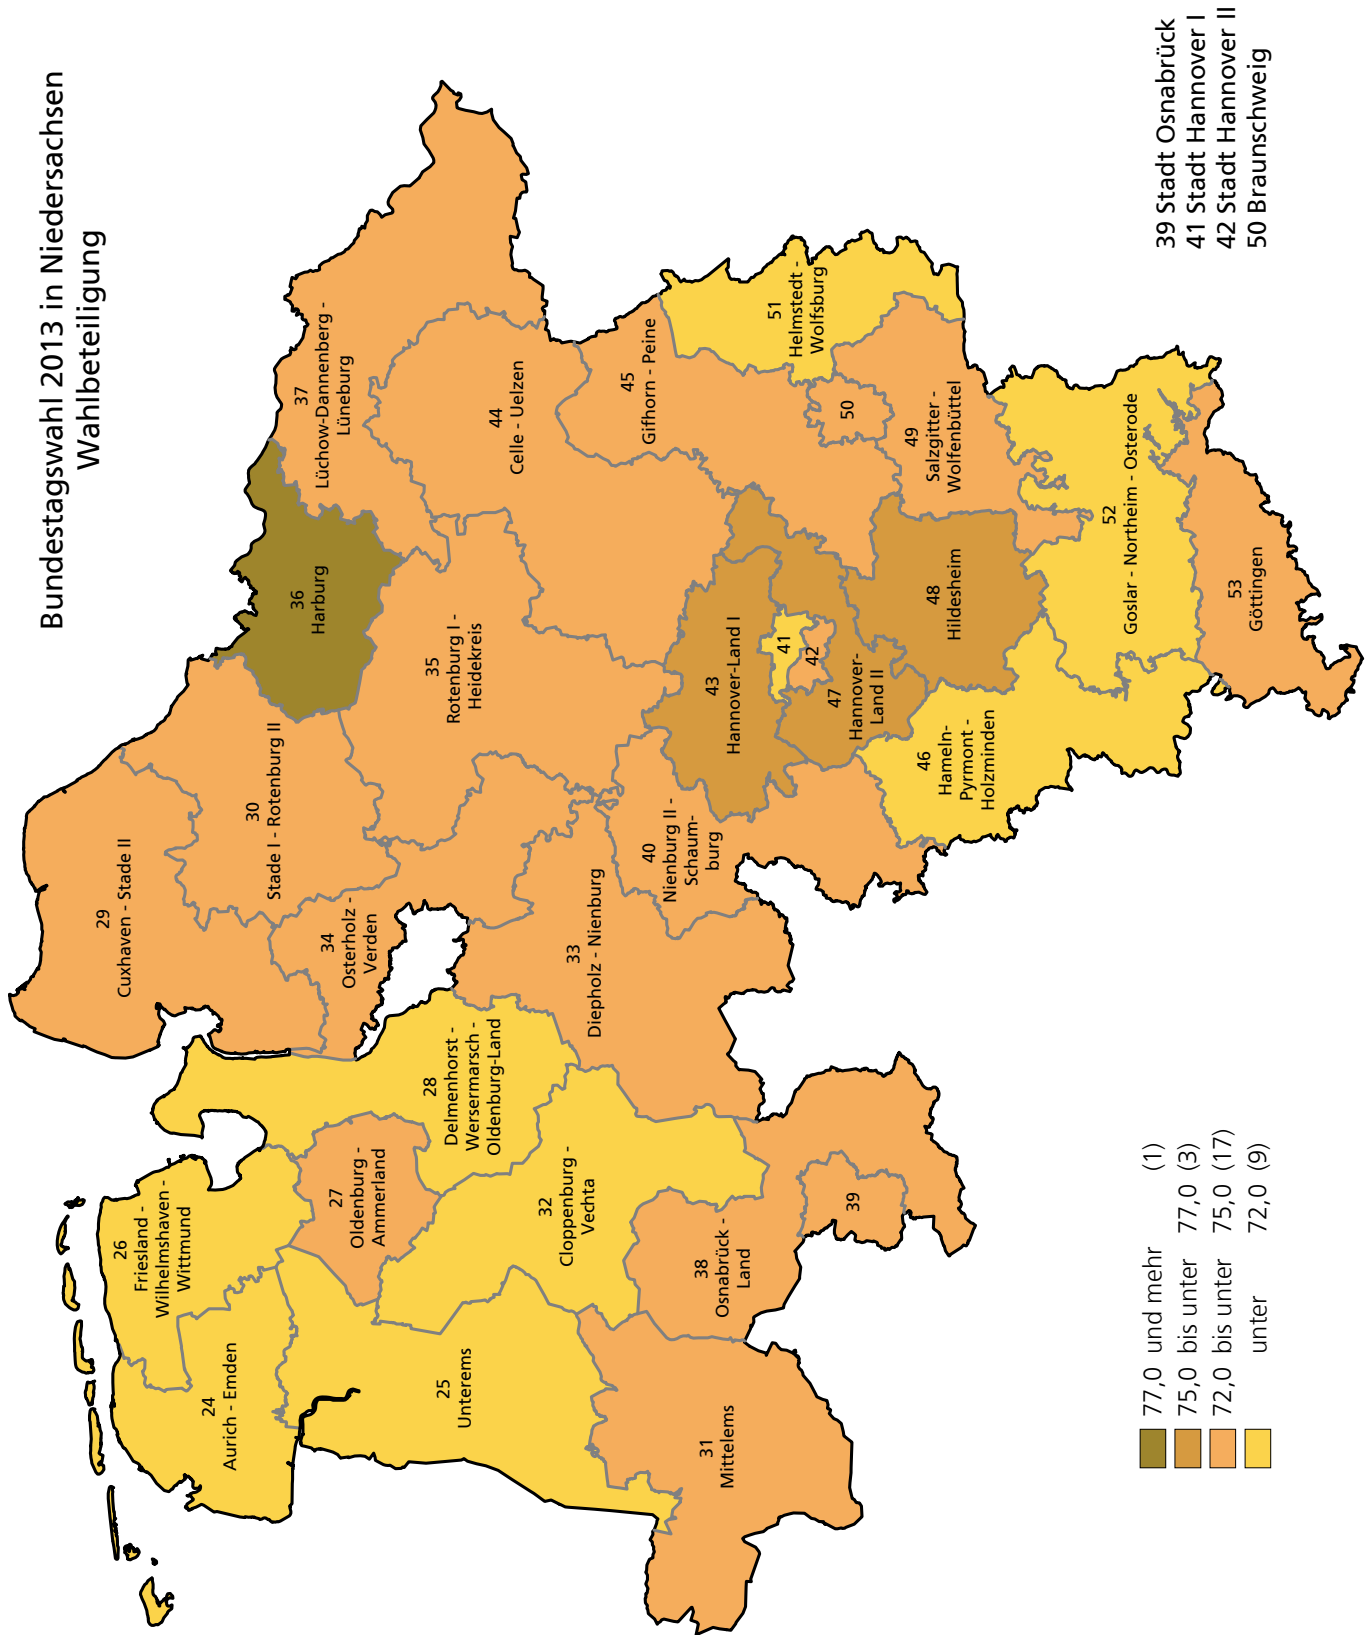 Bundestagswahl 2013 in Niedersachsen
Wahlbeteiligung
29
Cuxhaven - Stade II
26
Friesland -
Wilhelmshaven -
Wittmund
24
Aurich - Emden
30
Stade I - Rotenburg II
36
Harburg
37
Lüchow-Dannenberg -
Lüneburg
34
Osterholz -
Verden
27
Oldenburg -
Ammerland
28
Delmenhorst -
Wersermarsch -
Oldenburg-Land
25
Unterems
35
Rotenburg I -
Heidekreis
44
Celle - Uelzen
32
Cloppenburg -
Vechta
33
Diepholz - Nienburg
45
Gifhorn - Peine
40
Nienburg II -
Schaum-
burg
43
Hannover-Land I
31
Mittelems
38
Osnabrück -
Land
41
42
51
Helmstedt -
Wolfsburg
39
50
47
Hannover-
Land II
49
Salzgitter -
Wolfenbüttel
48
Hildesheim
46
Hameln-
Pyrmont -
Holzminden
52
Goslar - Northeim - Osterode
53
Göttingen
77,0 und mehr (1)
75,0 bis unter 77,0 (3)
72,0 bis unter 75,0 (17)
unter 72,0 (9)
39 Stadt Osnabrück
41 Stadt Hannover I
42 Stadt Hannover II
50 Braunschweig